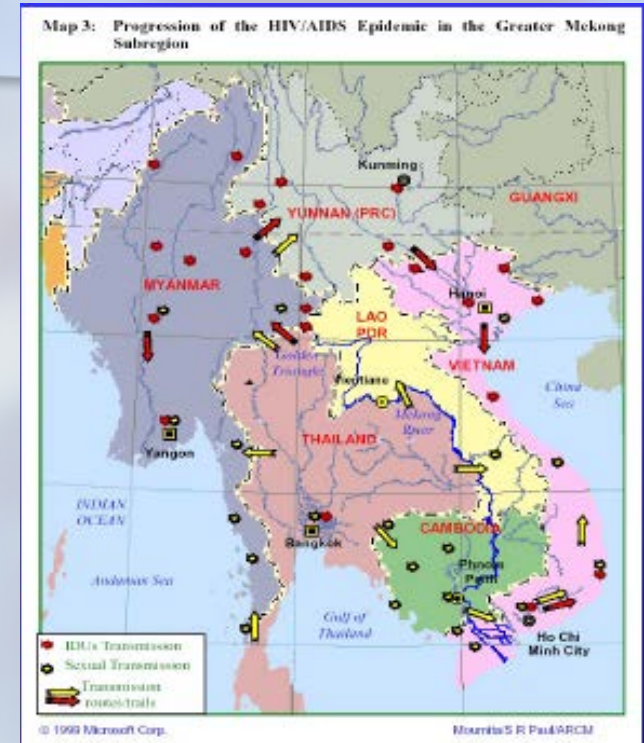 Map 3: Progression of the HIV/AIDS Epidemic in the Greater Mekong
Subregion
Kunming
GUANGXI
YUNNAN (PRC)
MYANMAR
Hanoi
LAO
PDR
Golden
Triangle
Vientiane
VIETNAM
China
Sea
Mekong
River
THAILAND
Yangon
INDIAN
OCEAN
Bangkok
CAMBODIA
Phnom
Penh
Andaman Sea
Gulf of
Thailand
Ho Chi
Minh City
IDUs Transmission
Sexual Transmission
Transmission
routes/trails
© 1999 Microsoft Corp.
Moumita/S R Paul/ARCM